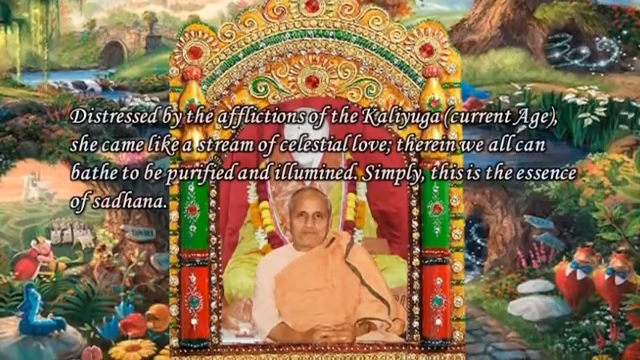 Distressed by the afflictions of the Kaliyuga (current Age),
she came like a stream of celestial love; therein we all can
bathe to be purified and illumined. Simply, this is the essence
of sadhana.